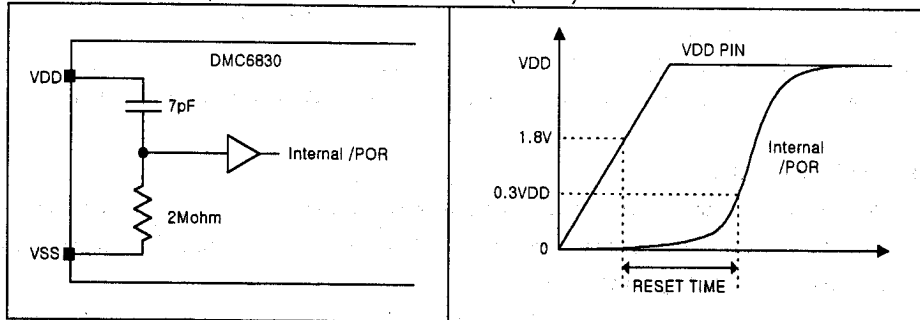 DMC6830
VDD
7pF
Internal /POR
2Mohm
VSS
VDD PIN
VDD
1.8V
Internal
/POR
0.3VDD
0
RESET TIME